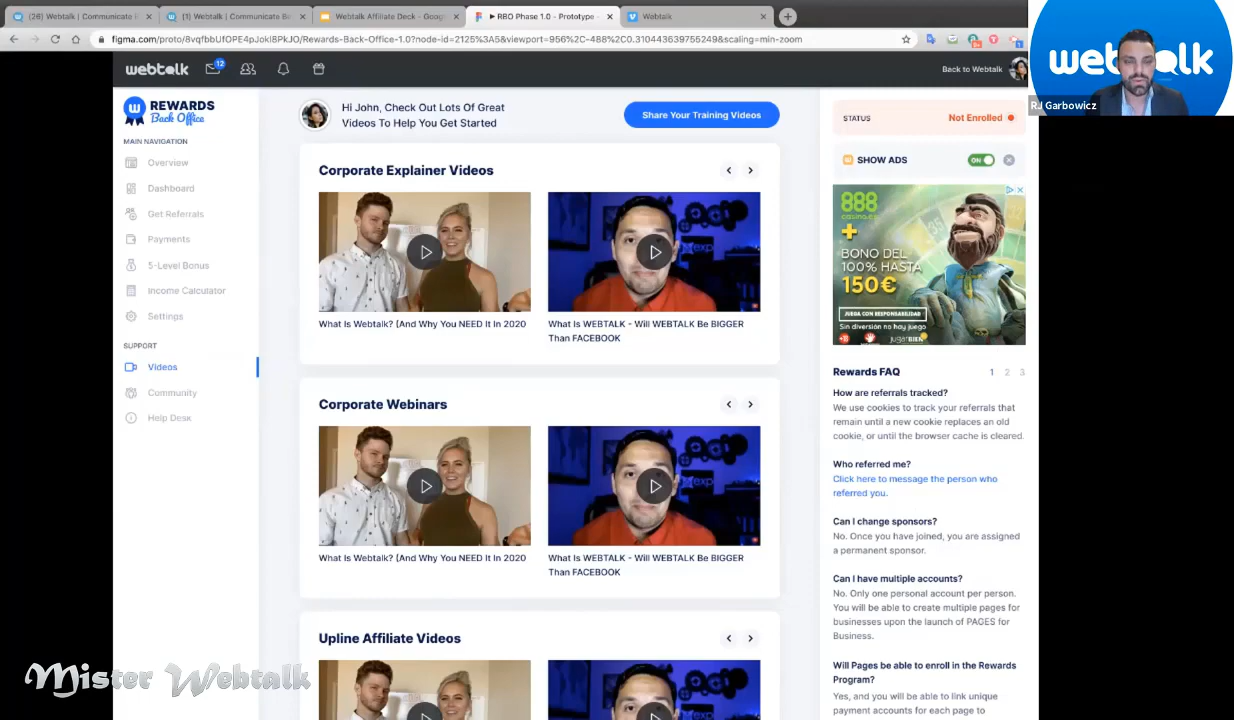 (26) Webtalk | Communicate
(1) Webtalk | Communicate Be
Webtalk Affiliate Deck - Goog
▶ RBO Phase 1.0 - Prototype -
Webtalk
figma.com/proto/8vqfbbUfOPE4pJokI8PkJO/Rewards-Back-Office-1.0?node-id=2125%3A5&viewport=956%2C-488%2C0.310443639755249&scaling=min-zoom
webtalk
12
Back to Webtalk
webtalk
RJ Garbowicz
W REWARDS
Back Office
MAIN NAVIGATION
Overview
Dashboard
Get Referrals
Payments
5-Level Bonus
Income Calculator
Settings
SUPPORT
Videos
Community
Help Desk
Hi John, Check Out Lots Of Great
Videos To Help You Get Started
Share Your Training Videos
Corporate Explainer Videos
What Is Webtalk? (And Why You NEED It In 2020
What Is WEBTALK - Will WEBTALK Be BIGGER
Than FACEBOOK
Corporate Webinars
What Is Webtalk? (And Why You NEED It In 2020
What Is WEBTALK - Will WEBTALK Be BIGGER
Than FACEBOOK
Upline Affiliate Videos
STATUS
Not Enrolled
SHOW ADS
ON
888
casino.es
+
BONO DEL
100% HASTA
150€
JUEGA CON RESPONSABILIDAD
Sin diversión no hay juego
+18
jugarBIEN
Rewards FAQ
1 2 3
How are referrals tracked?
We use cookies to track your referrals that
remain until a new cookie replaces an old
cookie, or until the browser cache is cleared.
Who referred me?
Click here to message the person who
referred you.
Can I change sponsors?
No. Once you have joined, you are assigned
a permanent sponsor.
Can I have multiple accounts?
No. Only one personal account per person.
You will be able to create multiple pages for
businesses upon the launch of PAGES for
Business.
Will Pages be able to enroll in the Rewards
Program?
Yes, and you will be able to link unique
payment accounts for each page to
Mister Webtalk